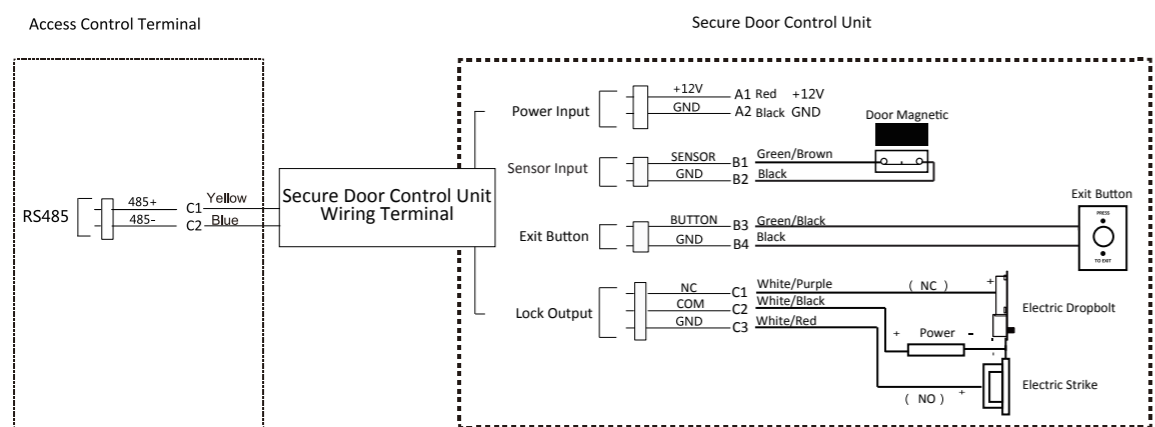 Access Control Terminal
Secure Door Control Unit
RS485
485+
C1
Yellow
485-
C2
Blue
Secure Door Control Unit
Wiring Terminal
Power Input
+12V
A1 Red +12V
GND
A2 Black GND
Door Magnetic
Sensor Input
SENSOR
B1
Green/Brown
GND
B2
Black
Exit Button
PRESS
TO EXIT
Exit Button
BUTTON
B3
Green/Black
GND
B4
Black
Lock Output
NC
C1
White/Purple
( NC )
+
COM
C2
White/Black
GND
C3
White/Red
Electric Dropbolt
+ Power -
-
Electric Strike
( NO )
+